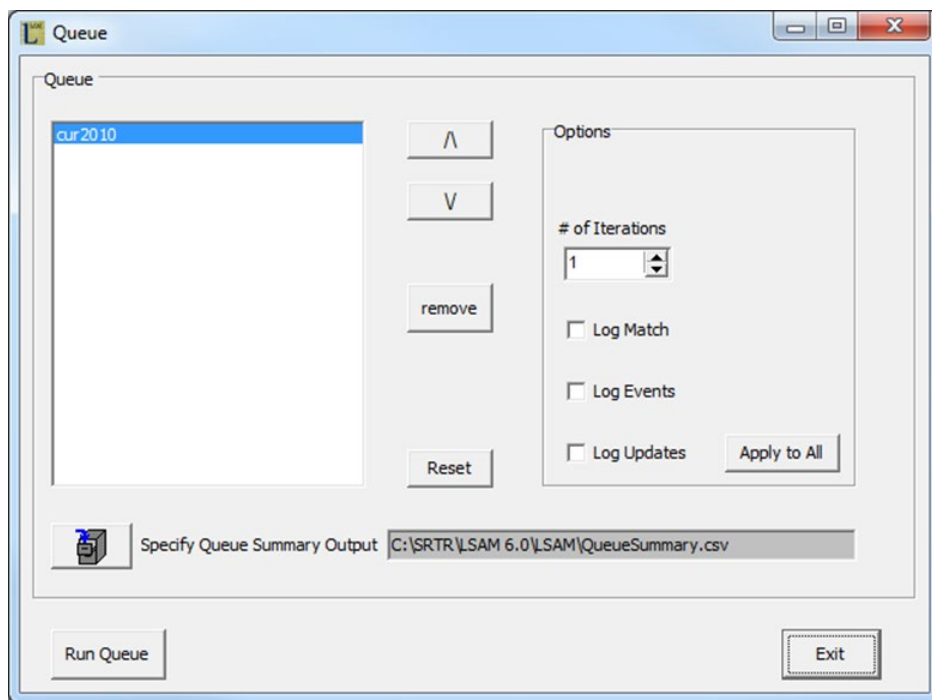 Queue
Queue
cur2010
/\
\/
remove
Reset
Options
# of Iterations
1
Log Match
Log Events
Log Updates
Apply to All
Specify Queue Summary Output
C:\SRTR\LSAM 6.0\LSAM\QueueSummary.csv
Run Queue
Exit